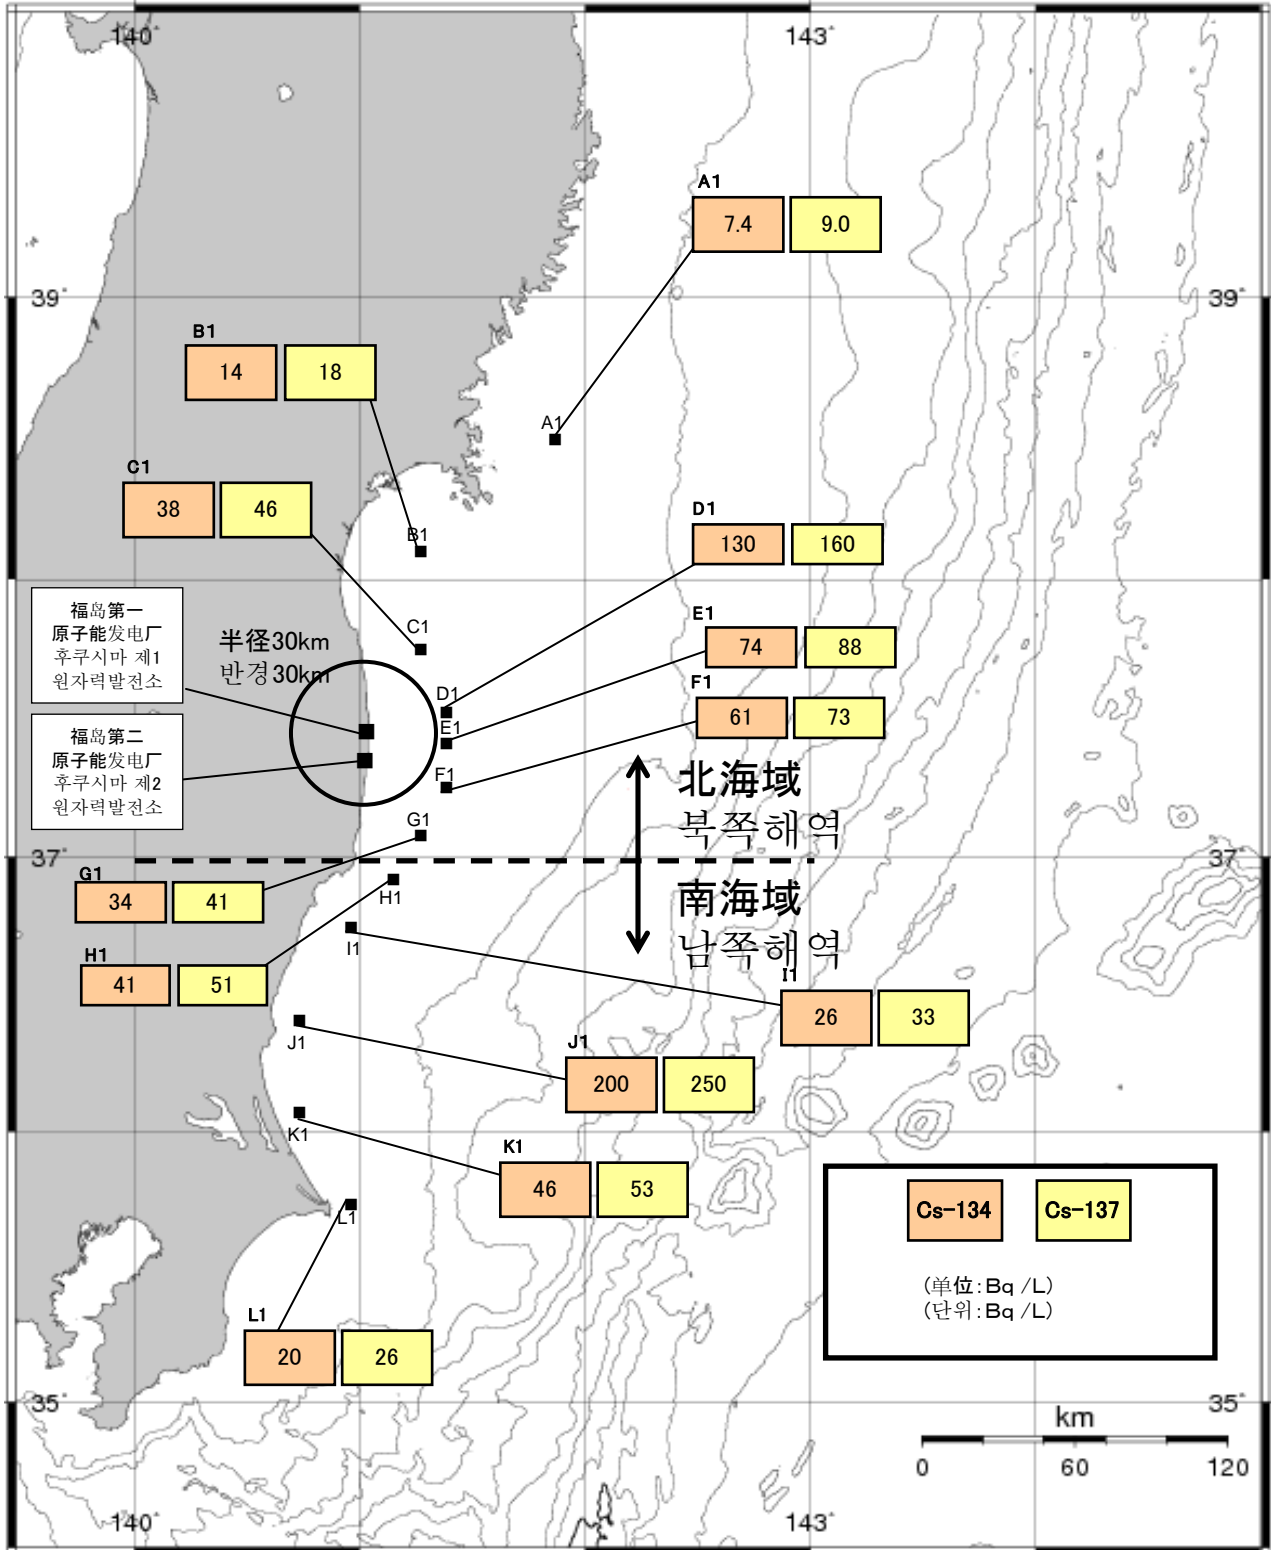 140°
143°
A1
7.4
9.0
39°
39°
B1
14
18
A1
C1
38
46
B1
D1
130
160
福岛第一
原子能发电厂
후쿠시마 제1
원자력발전소
半径30km
반경30km
C1
E1
74
88
D1
F1
61
73
E1
福岛第二
原子能发电厂
후쿠시마 제2
원자력발전소
F1
北海域
북쪽해역
G1
37°
37°
G1
34
41
H1
南海域
남쪽해역
I1
H1
41
51
I1
26
33
J1
J1
200
250
K1
K1
46
53
L1
Cs-134
Cs-137
(単位:Bq /L)
(단위:Bq /L)
L1
20
26
35°
35°
km
0
60
120
140°
143°